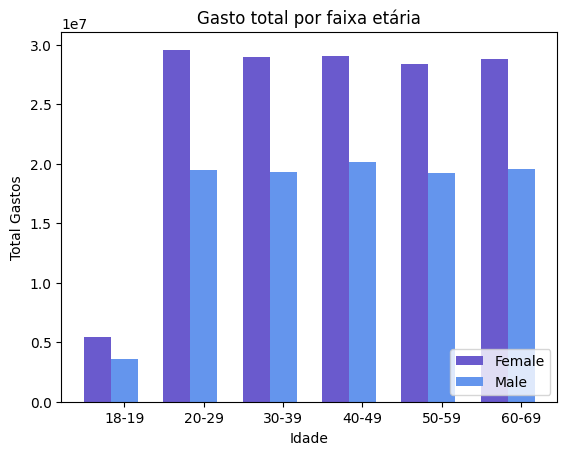 Gasto total por faixa etária
1e7
3.0
2.5
2.0
1.5
1.0
0.5
0.0
Total Gastos
18-19 20-29 30-39 40-49 50-59 60-69
Idade
Female
Male